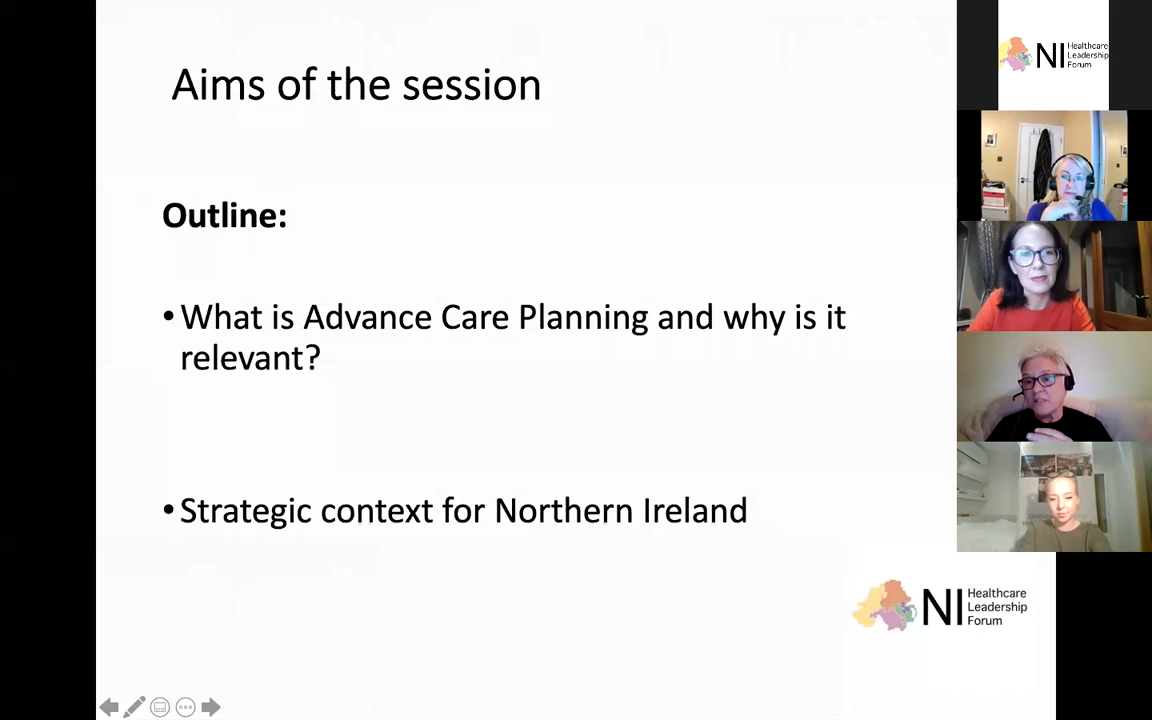 Aims of the session
Outline:
•What is Advance Care Planning and why is it
relevant?
•Strategic context for Northern Ireland
NI Healthcare
Leadership
Forum
NI Healthcare
Leadership
Forum